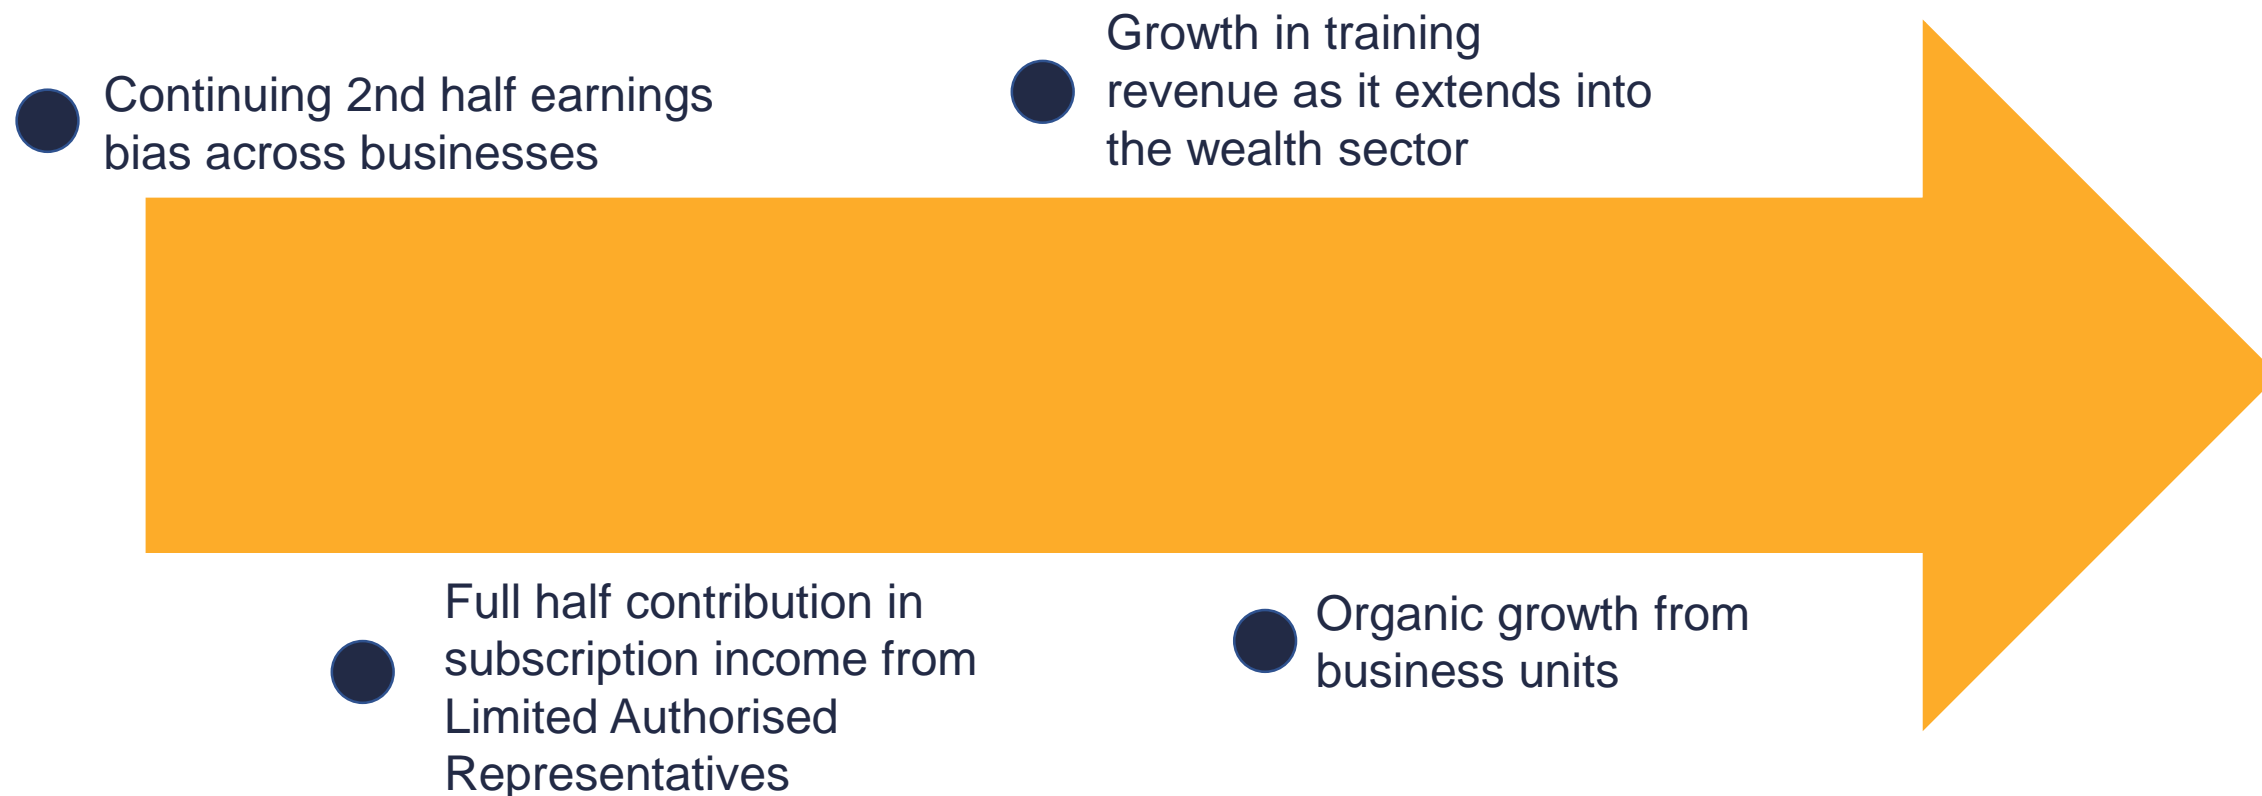 Continuing 2nd half earnings
bias across businesses
Growth in training
revenue as it extends into
the wealth sector
Full half contribution in
subscription income from
Limited Authorised
Representatives
Organic growth from
business units